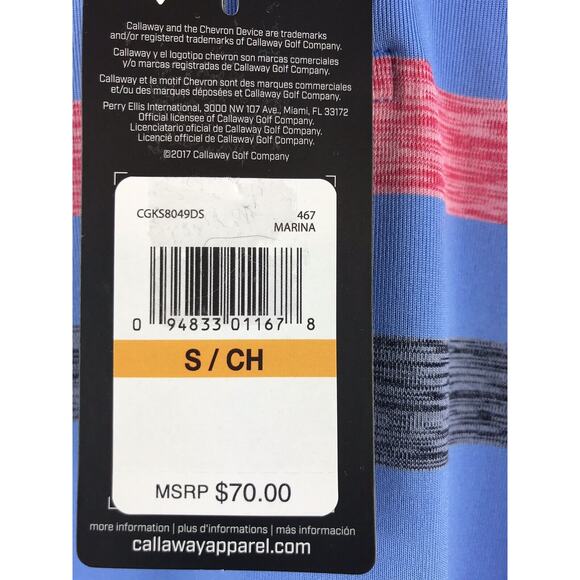 Callaway and the Chevron Device are trademarks
and/or registered trademarks of Callaway Golf Company.
Callaway y el logotipo chevron son marcas comerciales
y/o marcas registradas de Callaway Golf Company.
Callaway et le motif Chevron sont des marques commerciales
et/ou des marques déposées et Callaway Golf Company.
Perry Ellis International, 3000 NW 107 Ave., Miami, FL 33172
Official licensee of Callaway Golf Company.
Licenciatario oficial de Callaway Golf Company.
Licencié officiel de Callaway Golf Company.
©2017 Callaway Golf Company
CGKS8049DS 467
MARINA
0 94833 01167 8
S / CH
MSRP $70.00
more information | plus d'informations | más información
callawayapparel.com